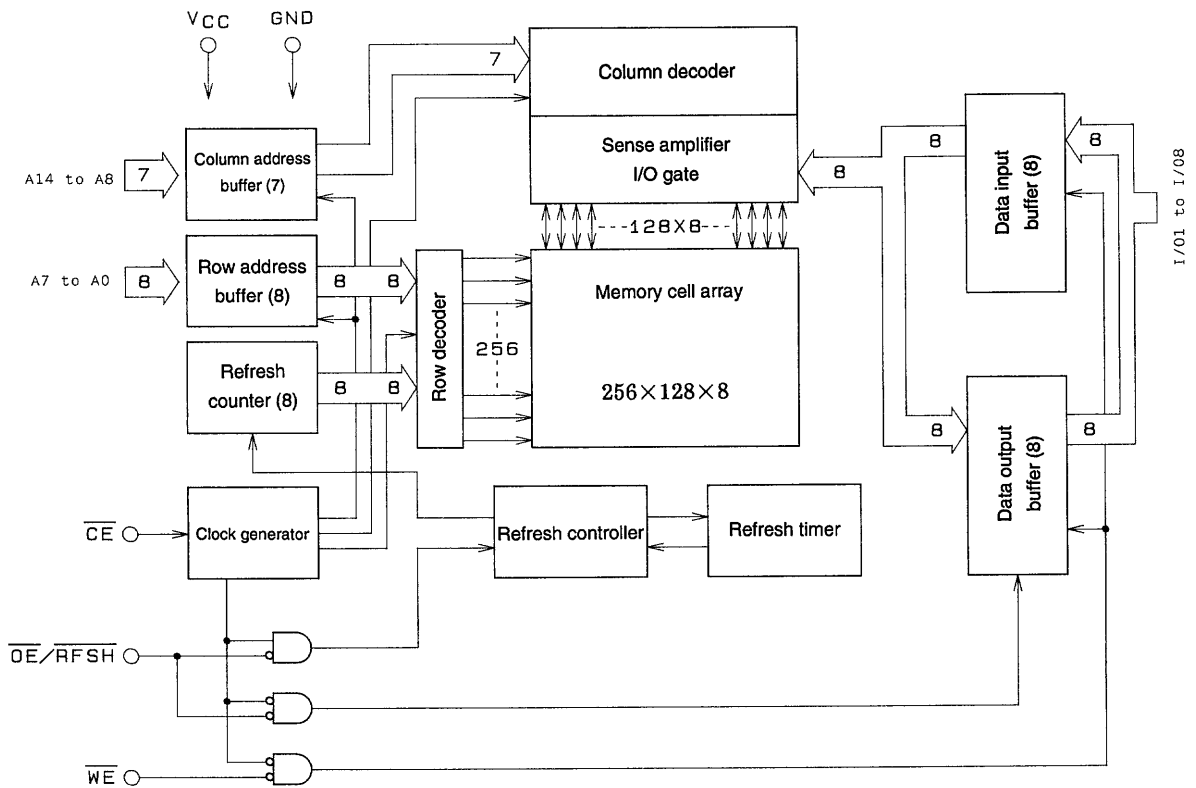 VCC GND
7
Column decoder
Sense amplifier
I/O gate
A14 to A8
7
Column address
buffer (7)
8
8
Data input
buffer (8)
8
I/O1 to I/O8
128X8
A7 to A0
8
Row address
buffer (8)
8 8
Row decoder
256
Memory cell array
256×128×8
Refresh
counter (8)
8 8
8
Data output
buffer (8)
8
CE
Clock generator
Refresh controller
Refresh timer
OE/RFSH
WE